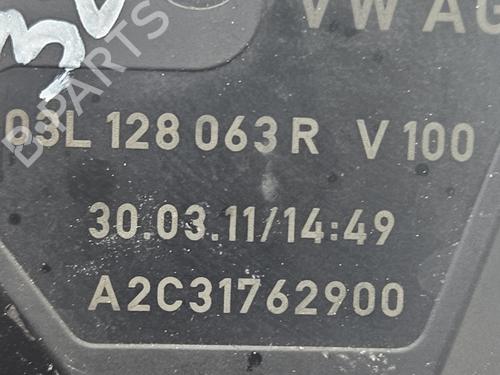 VW AG
03L 128 063 R V 100
30.03.11/14:49
A2C31762900
B-PARTS